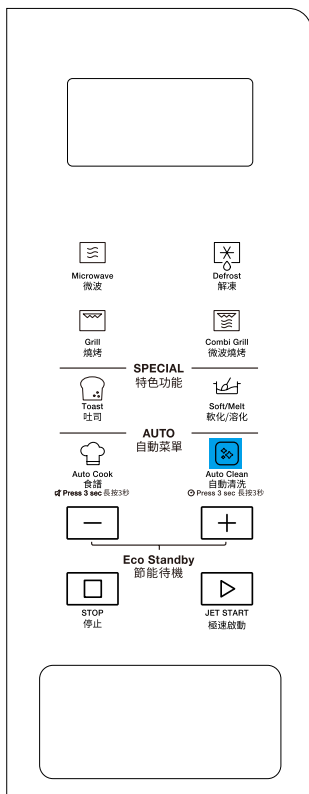 Microwave
微波
Defrost
解凍
Grill
燒烤
Combi Grill
微波燒烤
SPECIAL
特色功能
Toast
吐司
Soft/Melt
軟化/溶化
AUTO
自動菜單
Auto Cook
食譜
Press 3 sec 長按3秒
Auto Clean
自動清洗
Press 3 sec 長按3秒
Eco Standby
節能待機
STOP
停止
JET START
極速啟動